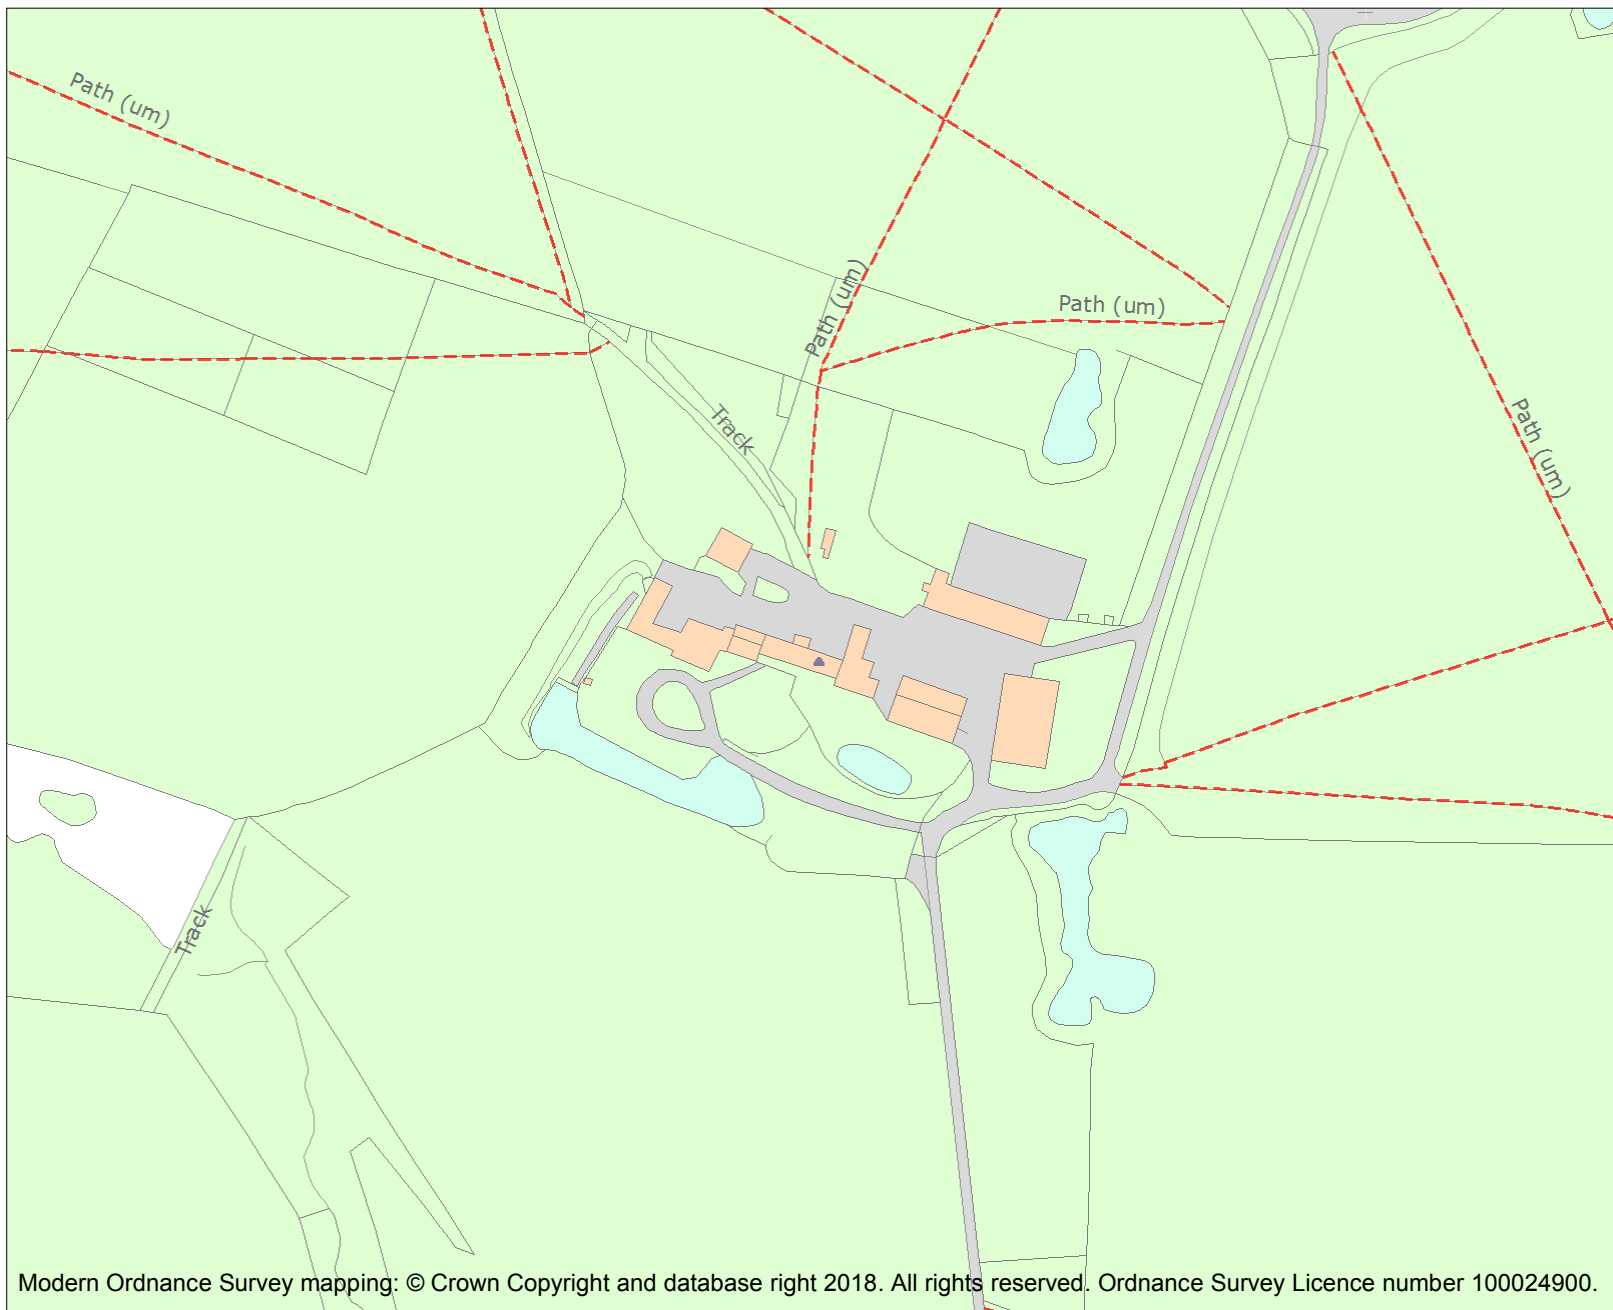 Path (um)
Path (um)
Path (um)
Track
Path (um)
Track
Modern Ordnance Survey mapping: © Crown Copyright and database right 2018. All rights reserved. Ordnance Survey Licence number 100024900.